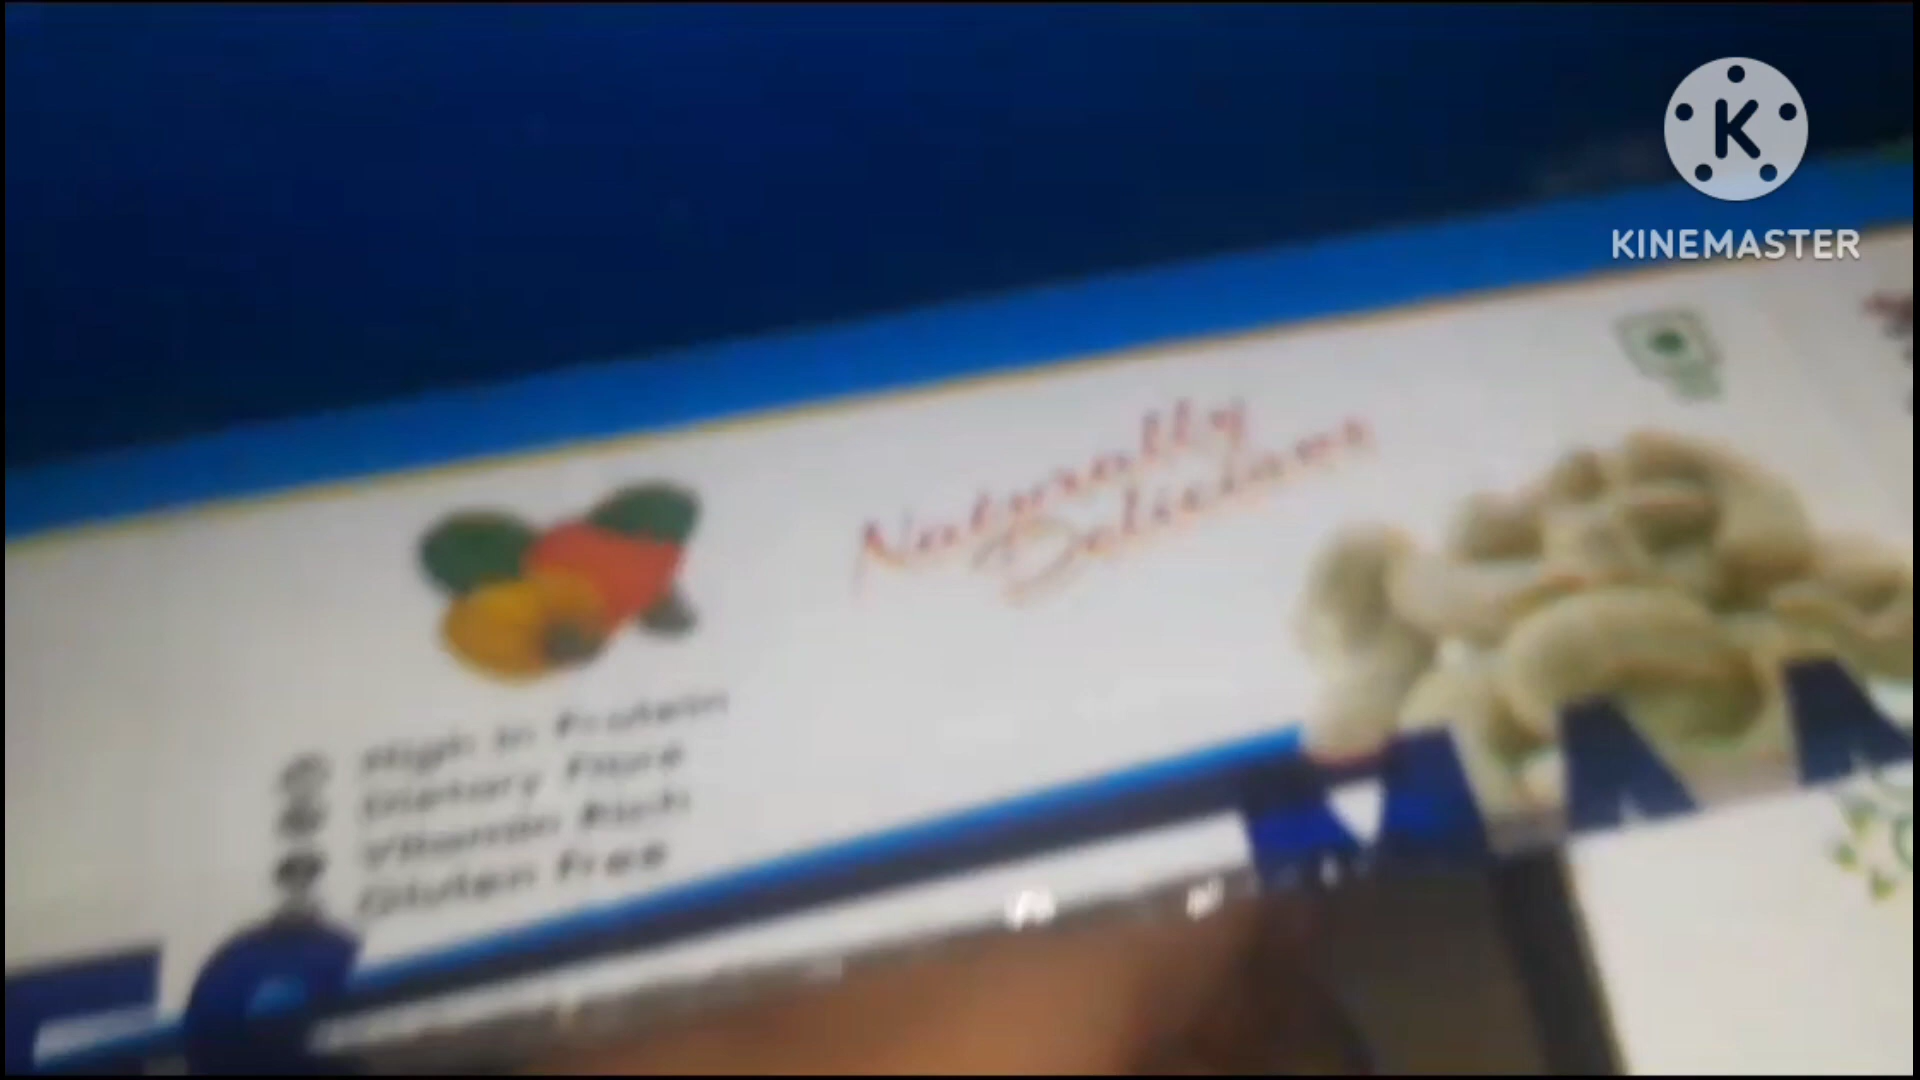 K
KINEMASTER
Naturally
Delicious
High in Protein
Dietary Fibre
Vitamin Rich
Gluten Free